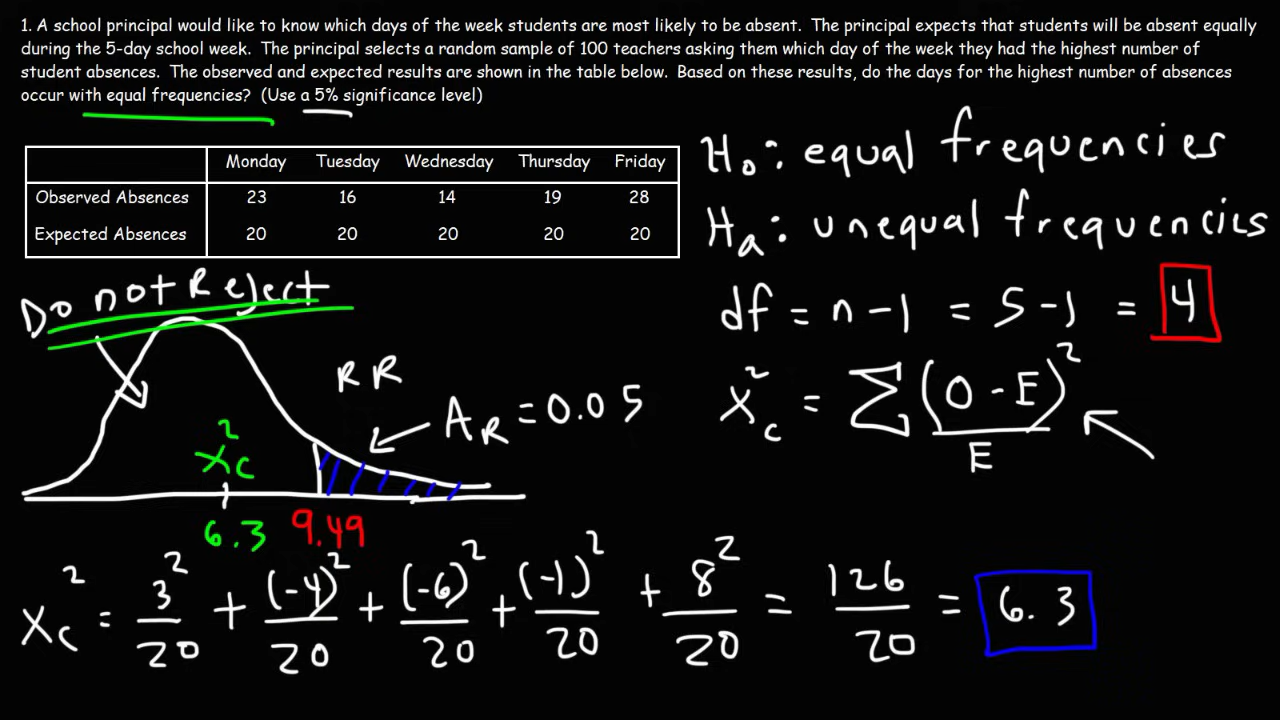 1. A school principal would like to know which days of the week students are most likely to be absent. The principal expects that students will be absent equally
during the 5-day school week. The principal selects a random sample of 100 teachers asking them which day of the week they had the highest number of
student absences. The observed and expected results are shown in the table below. Based on these results, do the days for the highest number of absences
occur with equal frequencies? (Use a 5% significance level)
Monday Tuesday Wednesday Thursday Friday
Observed Absences 23 16 14 19 28
Expected Absences 20 20 20 20 20
H₀: equal frequencies
Hₐ: unequal frequencies
df = n - 1 = 5 - 1 = 4
x²c = Σ (O - E)² / E
Do not Reject
RR
A_R = 0.05
x²c
6.3 9.49
x²c = 3²/20 + (-4)²/20 + (-6)²/20 + (-1)²/20 + 8²/20 = 126/20 = 6.3